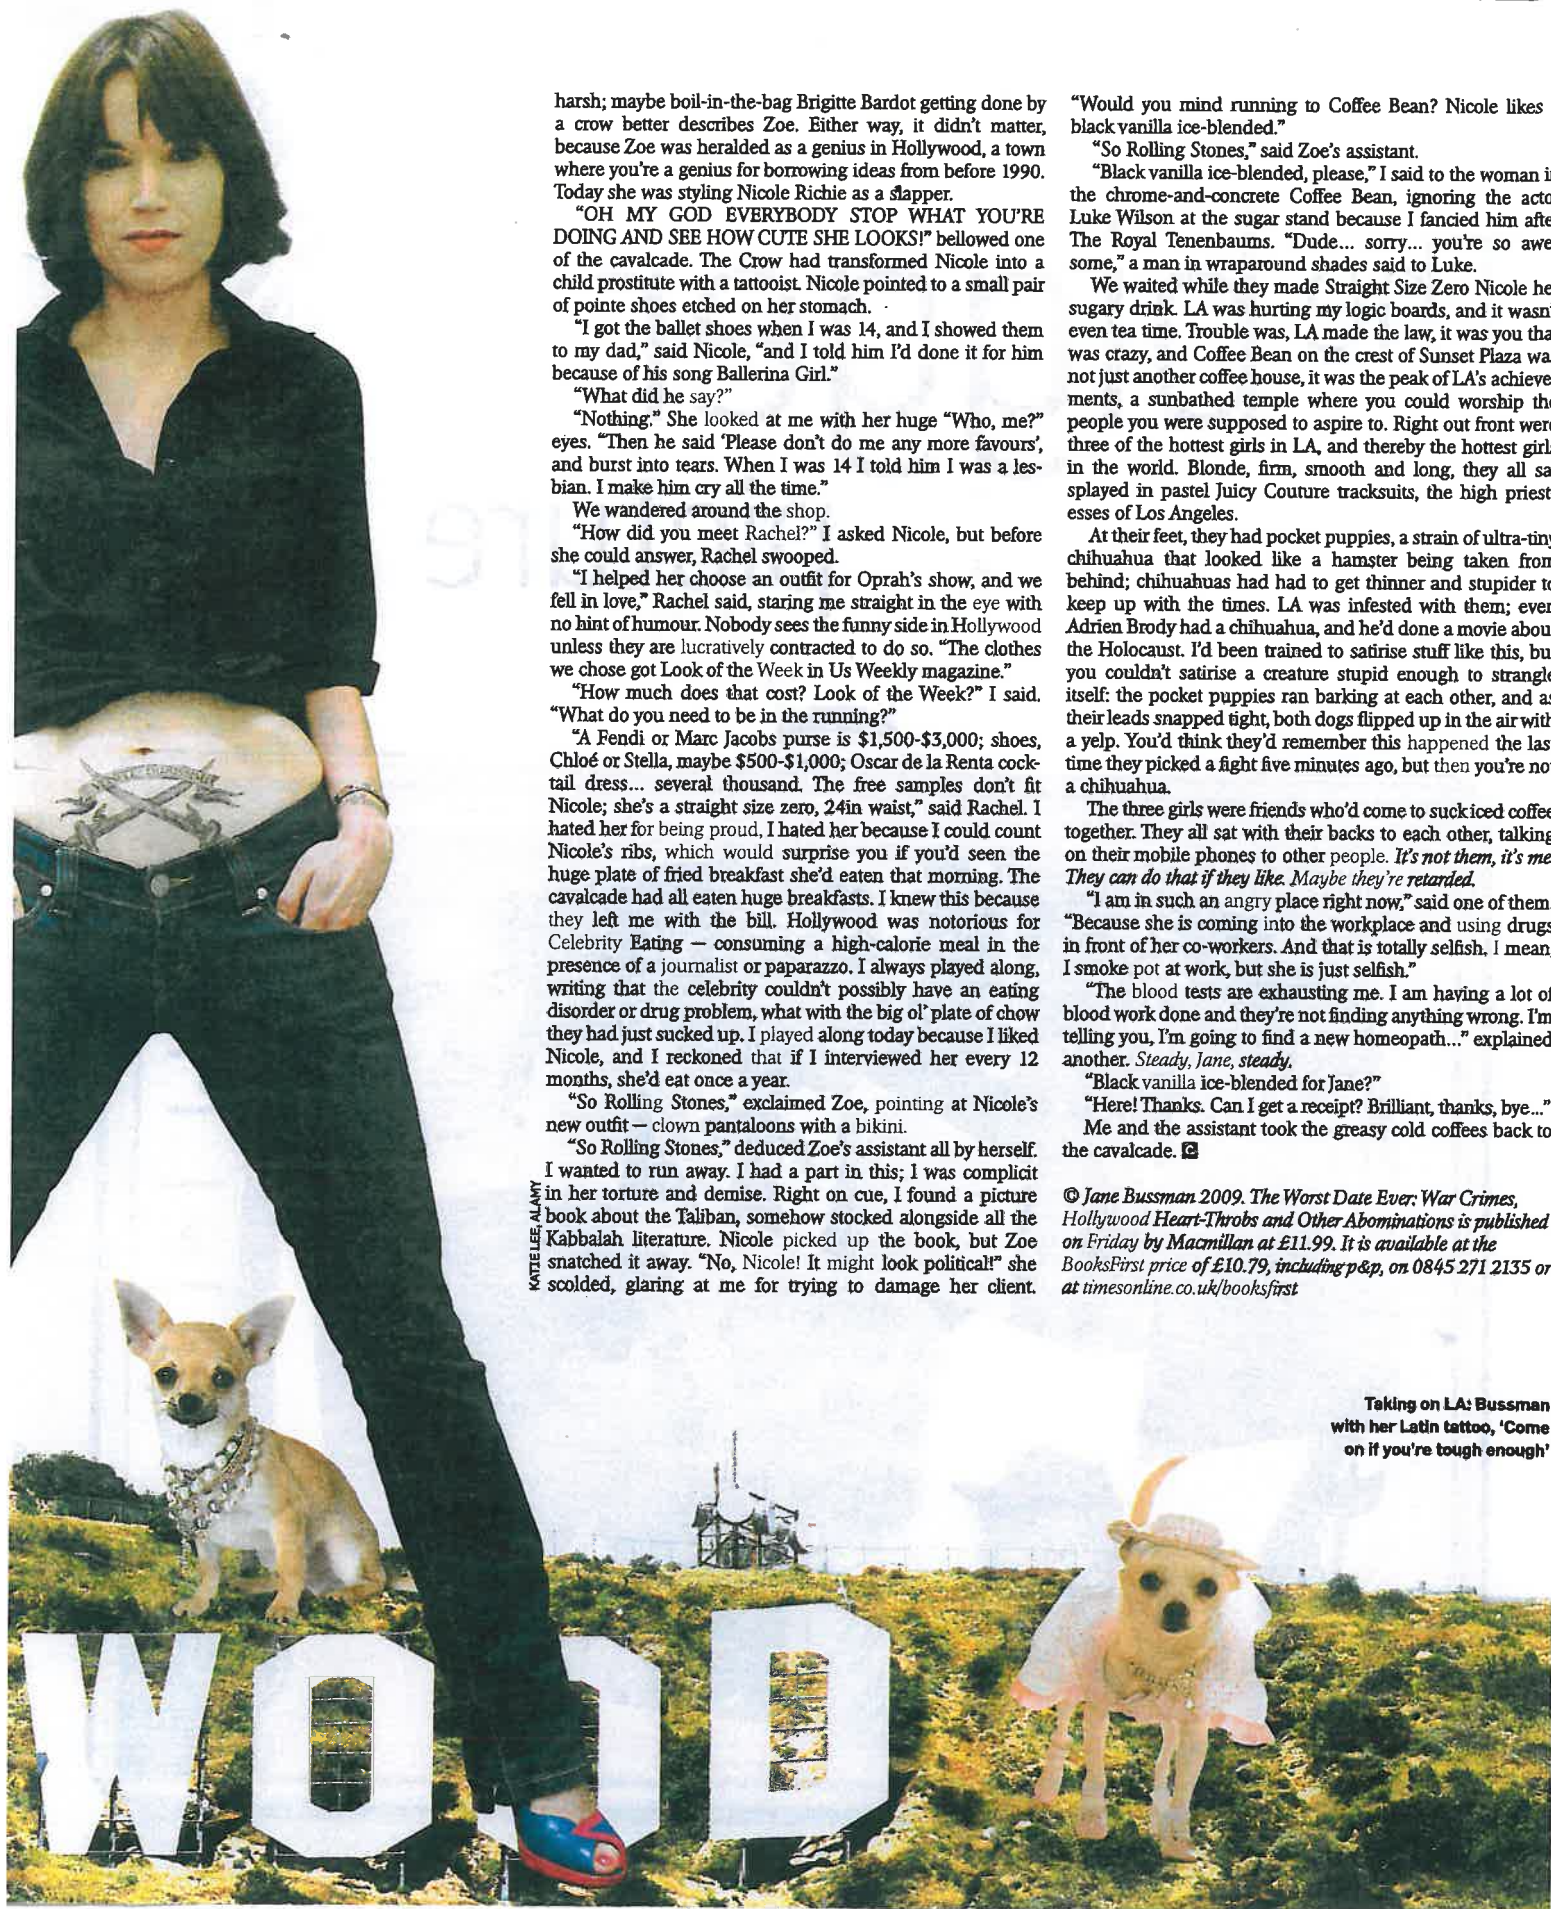 harsh; maybe boil-in-the-bag Brigitte Bardot getting done by
a crow better describes Zoe. Either way, it didn't matter,
because Zoe was heralded as a genius in Hollywood, a town
where you're a genius for borrowing ideas from before 1990.
Today she was styling Nicole Richie as a slapper.
"OH MY GOD EVERYBODY STOP WHAT YOU'RE
DOING AND SEE HOW CUTE SHE LOOKS!" bellowed one
of the cavalcade. The Crow had transformed Nicole into a
child prostitute with a tattooist. Nicole pointed to a small pair
of pointe shoes etched on her stomach.
"I got the ballet shoes when I was 14, and I showed them
to my dad," said Nicole, "and I told him I'd done it for him
because of his song Ballerina Girl."
"What did he say?"
"Nothing." She looked at me with her huge "Who, me?"
eyes. "Then he said 'Please don't do me any more favours',
and burst into tears. When I was 14 I told him I was a les-
bian. I make him cry all the time."
We wandered around the shop.
"How did you meet Rachel?" I asked Nicole, but before
she could answer, Rachel swooped.
"I helped her choose an outfit for Oprah's show, and we
fell in love," Rachel said, staring me straight in the eye with
no hint of humour. Nobody sees the funny side in Hollywood
unless they are lucratively contracted to do so. "The clothes
we chose got Look of the Week in Us Weekly magazine."
"How much does that cost? Look of the Week?" I said.
"What do you need to be in the running?"
"A Fendi or Marc Jacobs purse is $1,500-$3,000; shoes,
Chloé or Stella, maybe $500-$1,000; Oscar de la Renta cock-
tail dress... several thousand. The free samples don't fit
Nicole; she's a straight size zero, 24in waist," said Rachel. I
hated her for being proud, I hated her because I could count
Nicole's ribs, which would surprise you if you'd seen the
huge plate of fried breakfast she'd eaten that morning. The
cavalcade had all eaten huge breakfasts. I knew this because
they left me with the bill. Hollywood was notorious for
Celebrity Eating — consuming a high-calorie meal in the
presence of a journalist or paparazzo. I always played along,
writing that the celebrity couldn't possibly have an eating
disorder or drug problem, what with the big ol' plate of chow
they had just sucked up. I played along today because I liked
Nicole, and I reckoned that if I interviewed her every 12
months, she'd eat once a year.
"So Rolling Stones," exclaimed Zoe, pointing at Nicole's
new outfit — clown pantaloons with a bikini.
"So Rolling Stones," deduced Zoe's assistant all by herself.
I wanted to run away. I had a part in this; I was complicit
in her torture and demise. Right on cue, I found a picture
book about the Taliban, somehow stocked alongside all the
Kabbalah literature. Nicole picked up the book, but Zoe
snatched it away. "No, Nicole! It might look political!" she
scolded, glaring at me for trying to damage her client.
KATIE LEE, ALAMY
"Would you mind running to Coffee Bean? Nicole likes
black vanilla ice-blended."
"So Rolling Stones," said Zoe's assistant.
"Black vanilla ice-blended, please," I said to the woman i
the chrome-and-concrete Coffee Bean, ignoring the acto
Luke Wilson at the sugar stand because I fancied him afte
The Royal Tenenbaums. "Dude... sorry... you're so awe
some," a man in wraparound shades said to Luke.
We waited while they made Straight Size Zero Nicole he
sugary drink. LA was hurting my logic boards, and it wasn'
even tea time. Trouble was, LA made the law, it was you tha
was crazy, and Coffee Bean on the crest of Sunset Plaza wa
not just another coffee house, it was the peak of LA's achieve
ments, a sunbathed temple where you could worship the
people you were supposed to aspire to. Right out front were
three of the hottest girls in LA, and thereby the hottest girl
in the world. Blonde, firm, smooth and long, they all sa
splayed in pastel Juicy Couture tracksuits, the high priest
esses of Los Angeles.
At their feet, they had pocket puppies, a strain of ultra-tiny
chihuahua that looked like a hamster being taken from
behind; chihuahuas had had to get thinner and stupider to
keep up with the times. LA was infested with them; even
Adrien Brody had a chihuahua, and he'd done a movie abou
the Holocaust. I'd been trained to satirise stuff like this, bu
you couldn't satirise a creature stupid enough to strangle
itself: the pocket puppies ran barking at each other, and as
their leads snapped tight, both dogs flipped up in the air with
a yelp. You'd think they'd remember this happened the las
time they picked a fight five minutes ago, but then you're no
a chihuahua.
The three girls were friends who'd come to suck iced coffee
together. They all sat with their backs to each other, talking
on their mobile phones to other people. It's not them, it's me
They can do that if they like. Maybe they're retarded.
"I am in such an angry place right now," said one of them
"Because she is coming into the workplace and using drugs
in front of her co-workers. And that is totally selfish. I mean,
I smoke pot at work, but she is just selfish."
"The blood tests are exhausting me. I am having a lot of
blood work done and they're not finding anything wrong. I'm
telling you, I'm going to find a new homeopath..." explained
another. Steady, Jane, steady.
"Black vanilla ice-blended for Jane?"
"Here! Thanks. Can I get a receipt? Brilliant, thanks, bye..."
Me and the assistant took the greasy cold coffees back to
the cavalcade. C
© Jane Bussman 2009. The Worst Date Ever: War Crimes,
Hollywood Heart-Throbs and Other Abominations is published
on Friday by Macmillan at £11.99. It is available at the
BooksFirst price of £10.79, including p&p, on 0845 271 2135 or
at timesonline.co.uk/booksfirst
Taking on LA: Bussman
with her Latin tattoo, 'Come
on if you're tough enough'
WOOD